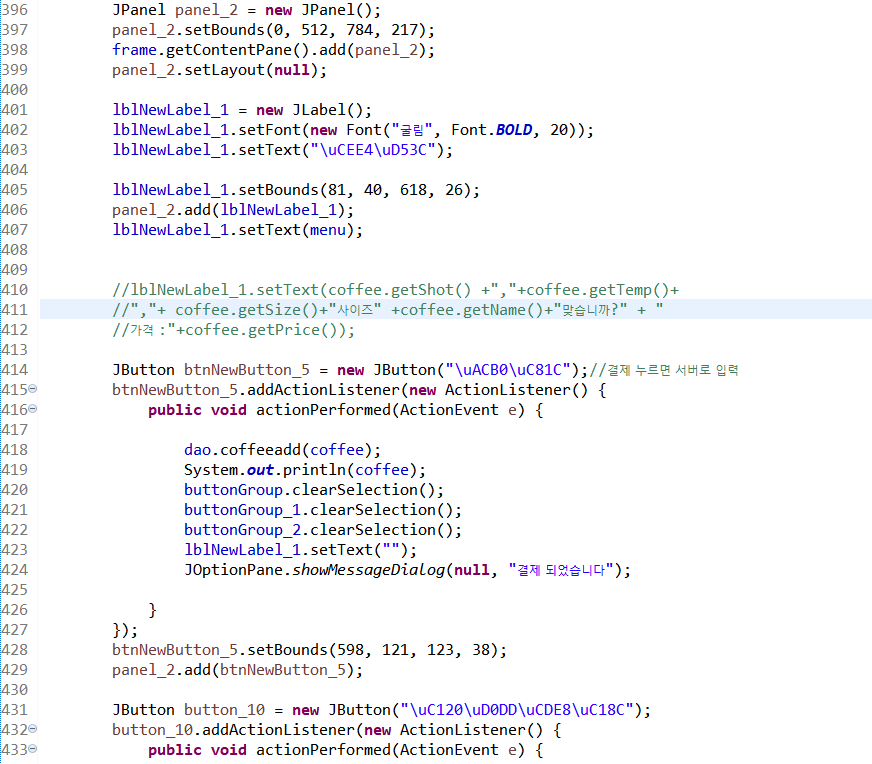 396 JPanel panel_2 = new JPanel();
397 panel_2.setBounds(0, 512, 784, 217);
398 frame.getContentPane().add(panel_2);
399 panel_2.setLayout(null);
400
401 lblNewLabel_1 = new JLabel();
402 lblNewLabel_1.setFont(new Font("굴림", Font.BOLD, 20));
403 lblNewLabel_1.setText("\uCEE4\uD53C");
404
405 lblNewLabel_1.setBounds(81, 40, 618, 26);
406 panel_2.add(lblNewLabel_1);
407 lblNewLabel_1.setText(menu);
408
409
410 //lblNewLabel_1.setText(coffee.getShot() +","+coffee.getTemp()+
411 //","+ coffee.getSize()+"사이즈" +coffee.getName()+"맞습니까?" + "
412 //가격 :"+coffee.getPrice());
413
414 JButton btnNewButton_5 = new JButton("\uACB0\uC81C");//결제 누르면 서버로 입력
415 btnNewButton_5.addActionListener(new ActionListener() {
416 public void actionPerformed(ActionEvent e) {
417
418 dao.coffeeadd(coffee);
419 System.out.println(coffee);
420 buttonGroup.clearSelection();
421 buttonGroup_1.clearSelection();
422 buttonGroup_2.clearSelection();
423 lblNewLabel_1.setText("");
424 JOptionPane.showMessageDialog(null, "결제 되었습니다");
425
426 }
427 });
428 btnNewButton_5.setBounds(598, 121, 123, 38);
429 panel_2.add(btnNewButton_5);
430
431 JButton button_10 = new JButton("\uC120\uD0DD\uCDE8\uC18C");
432 button_10.addActionListener(new ActionListener() {
433 public void actionPerformed(ActionEvent e) {